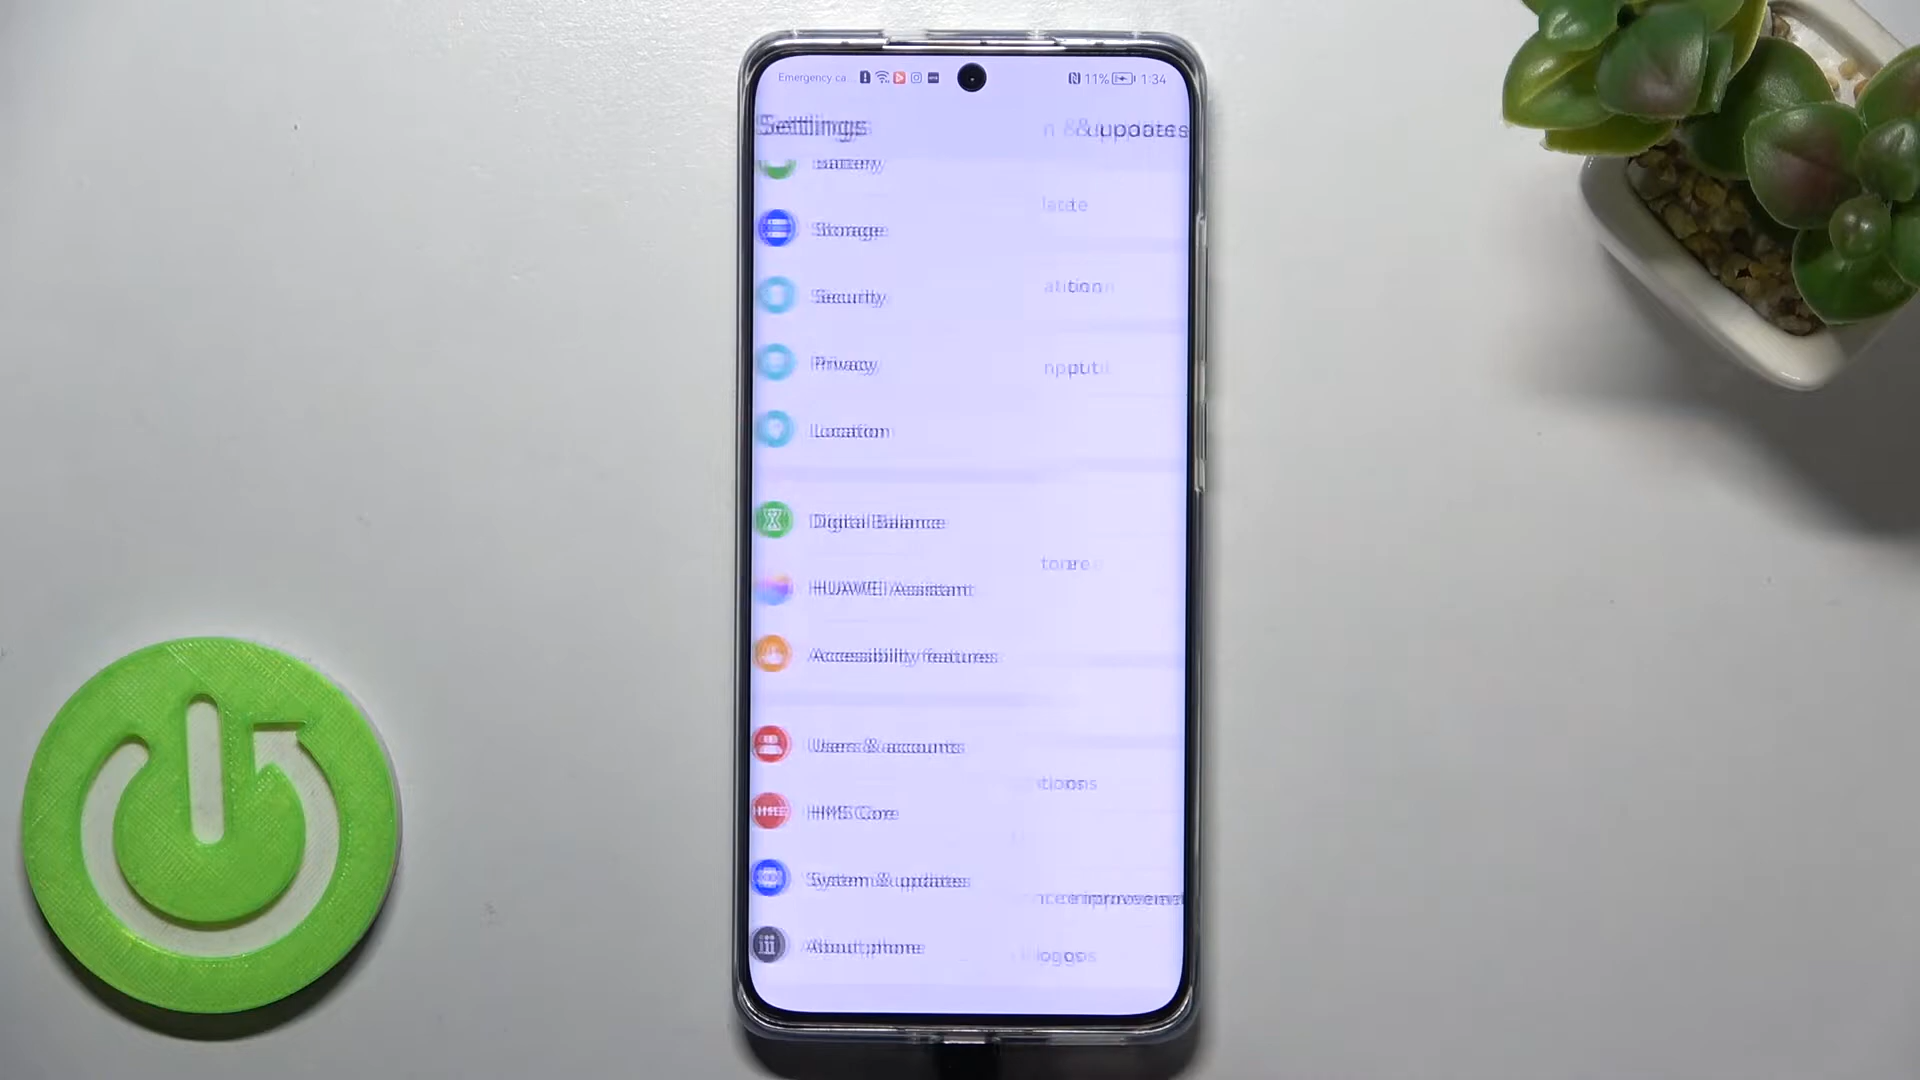 Emergency ca
11% 1:34
Settings
& updates
Battery
Storage
Security
Privacy
Location
Digital Balance
HUAWEI Assistant
Accessibility features
Users & accounts
HMS Core
System & updates
About phone